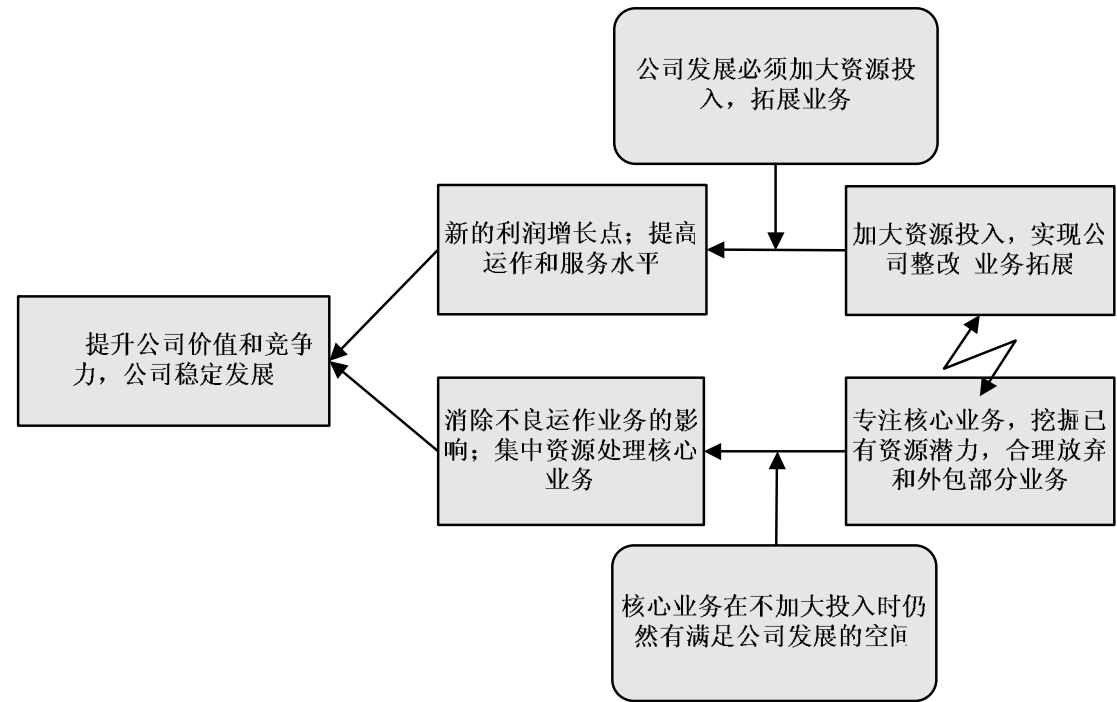 公司发展必须加大资源投
入，拓展业务
新的利润增长点；提高
运作和服务水平
加大资源投入，实现公
司整改 业务拓展
提升公司价值和竞争
力，公司稳定发展
消除不良运作业务的影
响；集中资源处理核心
业务
专注核心业务，挖掘已
有资源潜力，合理放弃
和外包部分业务
核心业务在不加大投入时仍
然有满足公司发展的空间